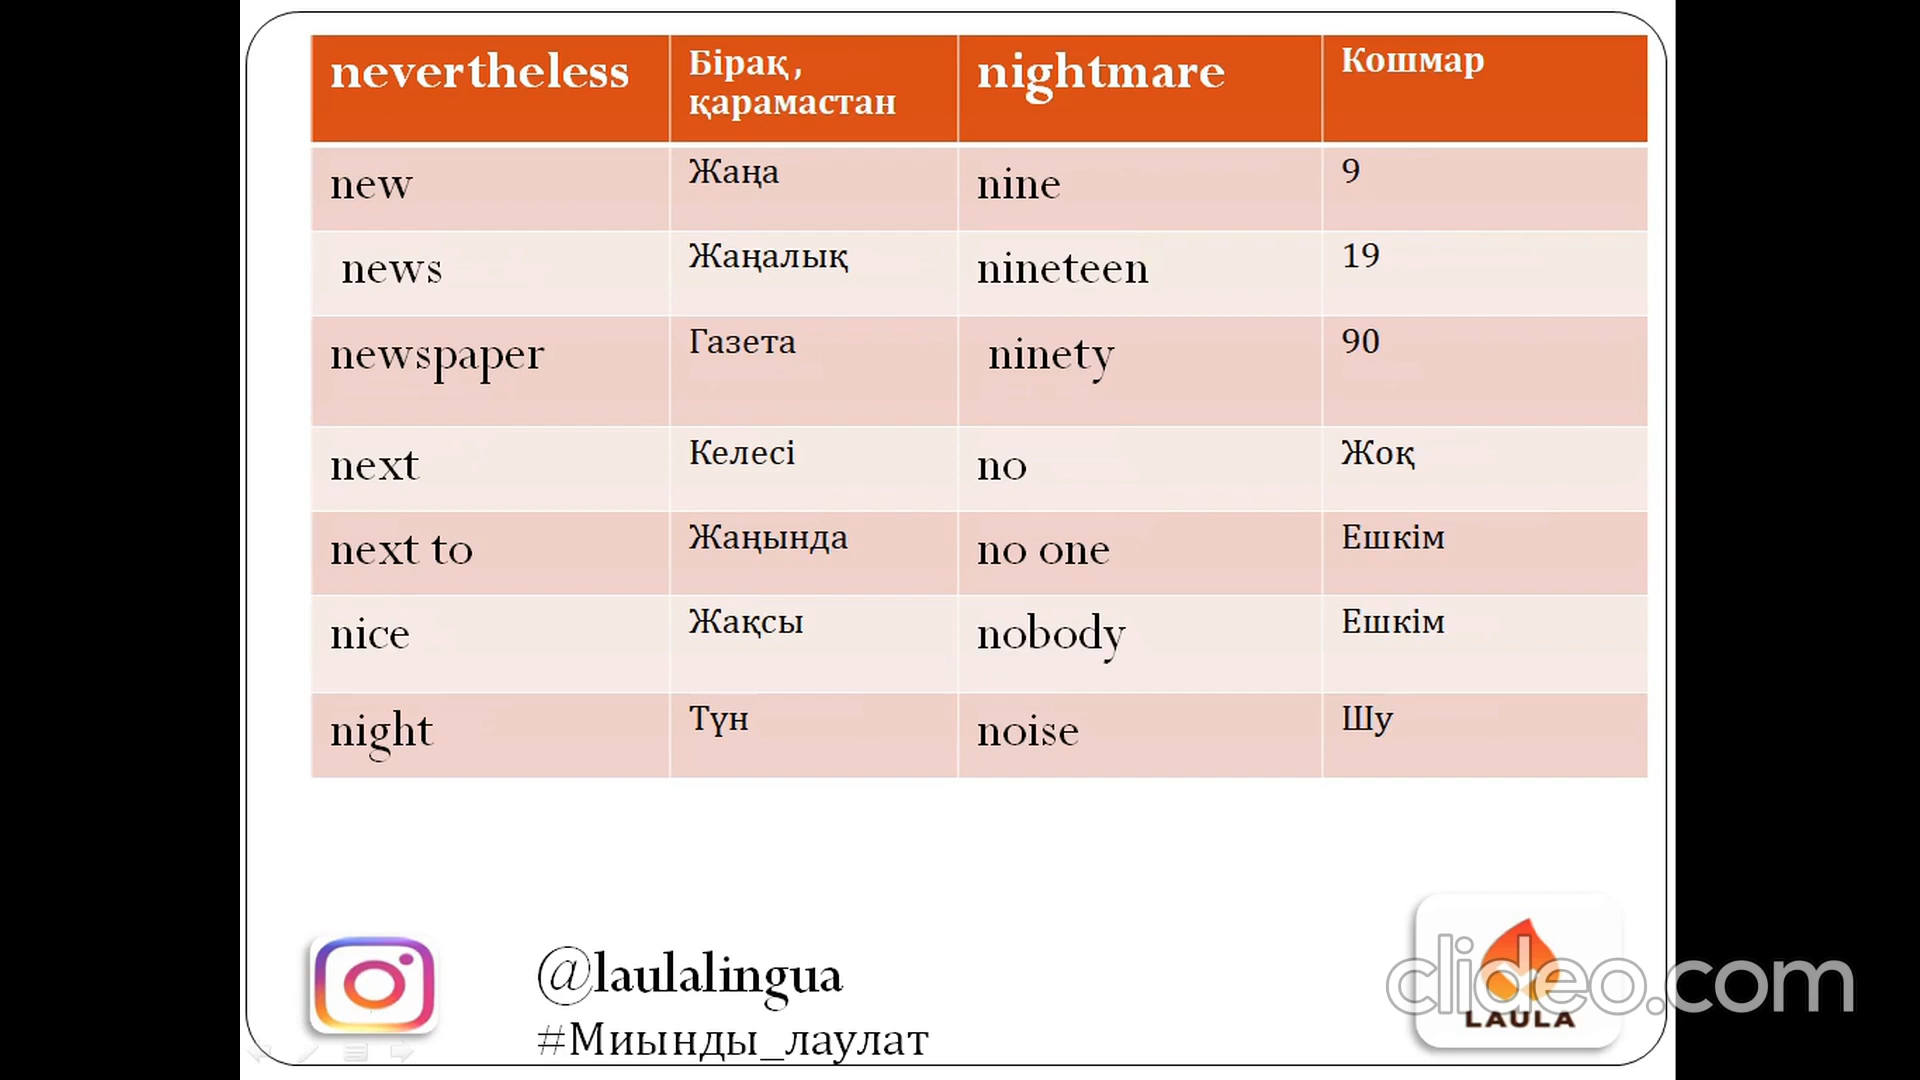 nevertheless Бірақ, қарамастан nightmare Кошмар
new Жаңа nine 9
news Жаңалық nineteen 19
newspaper Газета ninety 90
next Келесі no Жоқ
next to Жаңында no one Ешкім
nice Жақсы nobody Ешкім
night Түн noise Шу
@laulalingua
#Миынды_лаулат
clideo.com
LAULA